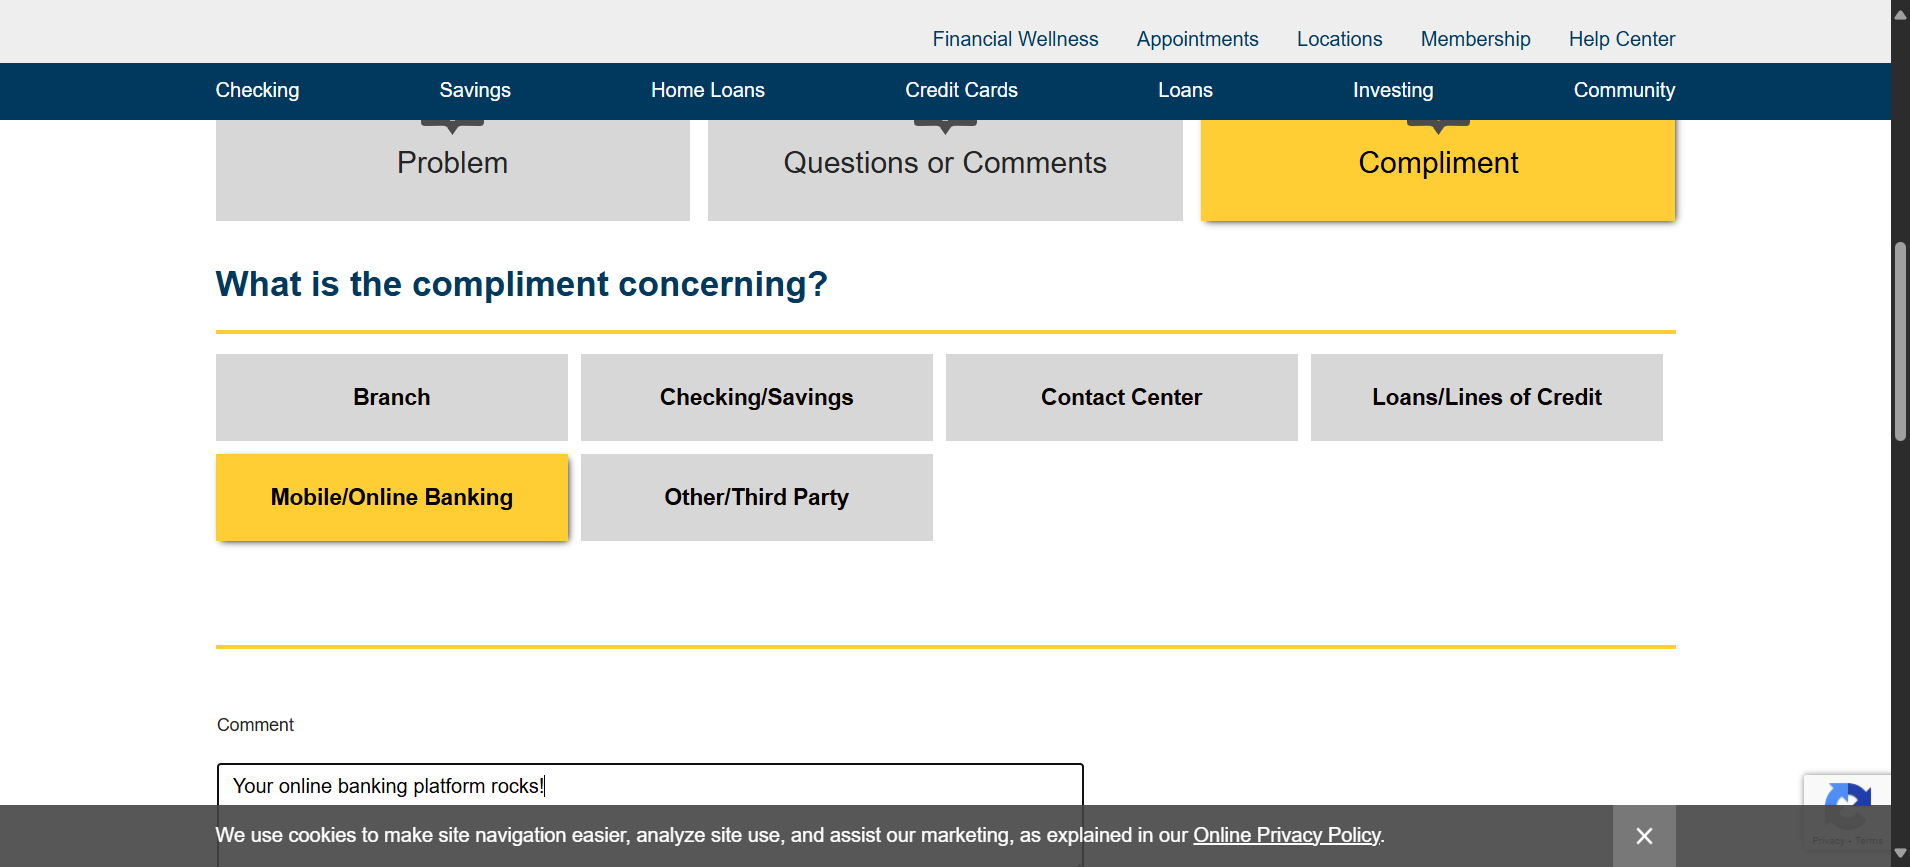 Financial Wellness Appointments Locations Membership Help Center
Checking Savings Home Loans Credit Cards Loans Investing Community
Problem Questions or Comments Compliment
What is the compliment concerning?
Branch Checking/Savings Contact Center Loans/Lines of Credit
Mobile/Online Banking Other/Third Party
Comment
Your online banking platform rocks!
We use cookies to make site navigation easier, analyze site use, and assist our marketing, as explained in our Online Privacy Policy.
Privacy - Terms